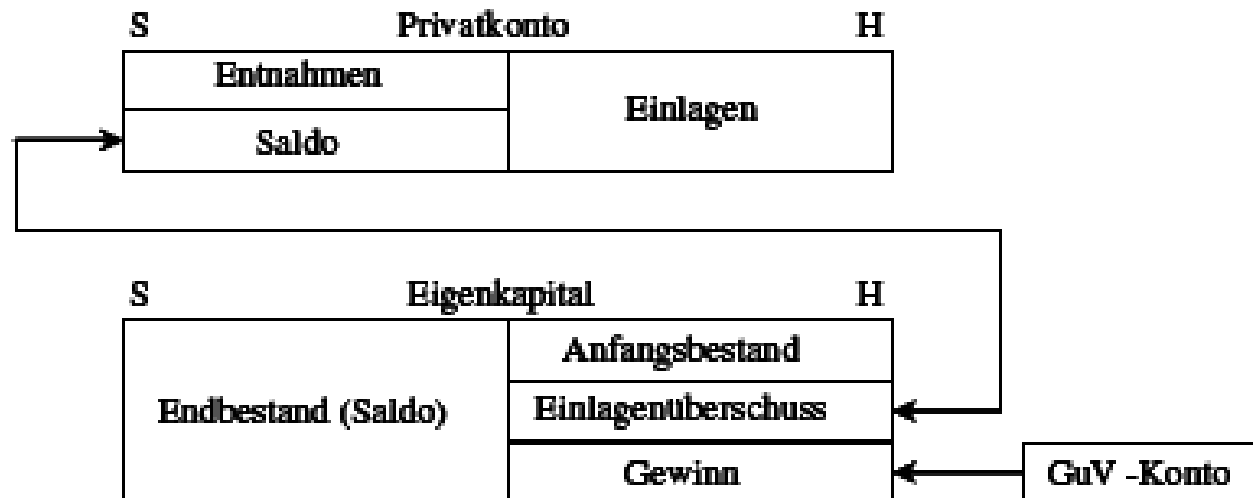 S Privatkonto H
Entnahmen
Einlagen
Saldo
S Eigenkapital H
Anfangsbestand
Endbestand (Saldo)
Einlagenüberschuss
Gewinn
GuV -Konto